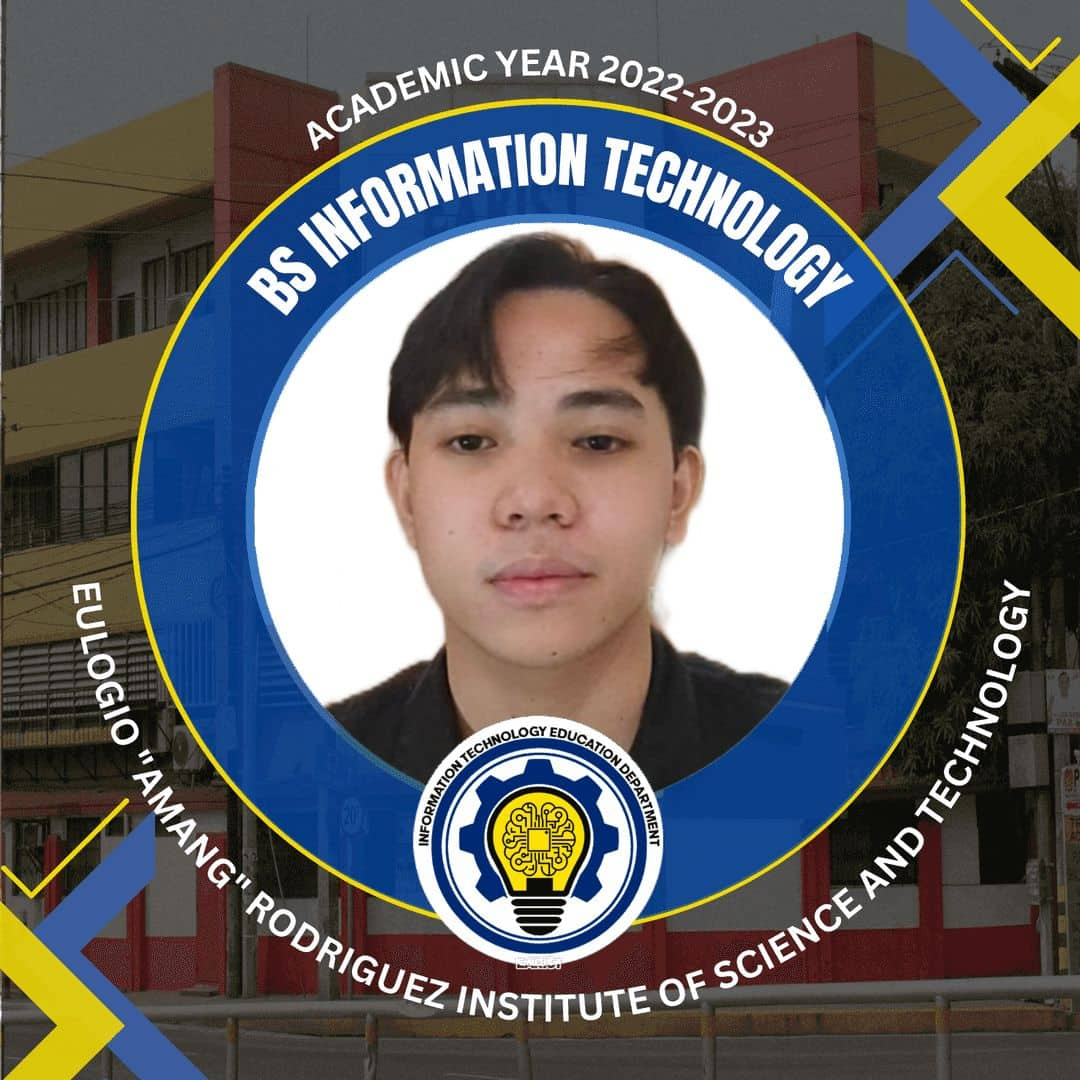 ACADEMIC YEAR 2022-2023
BS INFORMATION TECHNOLOGY
INFORMATION TECHNOLOGY EDUCATION DEPARTMENT
EULOGIO "AMANG" RODRIGUEZ INSTITUTE OF SCIENCE AND TECHNOLOGY